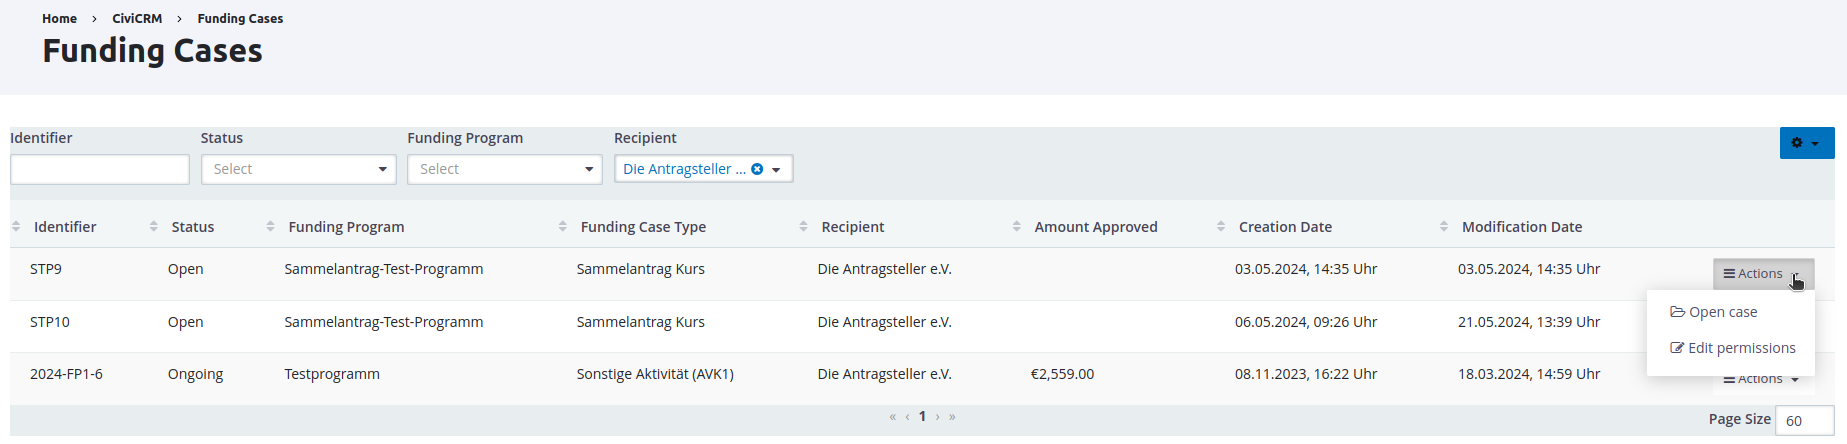 Home > CiviCRM > Funding Cases
Funding Cases
Identifier Status Funding Program Recipient
Select Select Die Antragsteller ...
Identifier Status Funding Program Funding Case Type Recipient Amount Approved Creation Date Modification Date
STP9 Open Sammelantrag-Test-Programm Sammelantrag Kurs Die Antragsteller e.V. 03.05.2024, 14:35 Uhr 03.05.2024, 14:35 Uhr Actions
Open case
STP10 Open Sammelantrag-Test-Programm Sammelantrag Kurs Die Antragsteller e.V. 06.05.2024, 09:26 Uhr 21.05.2024, 13:39 Uhr
Edit permissions
2024-FP1-6 Ongoing Testprogramm Sonstige Aktivität (AVK1) Die Antragsteller e.V. €2,559.00 08.11.2023, 16:22 Uhr 18.03.2024, 14:59 Uhr Actions
« ‹ 1 › » Page Size 60